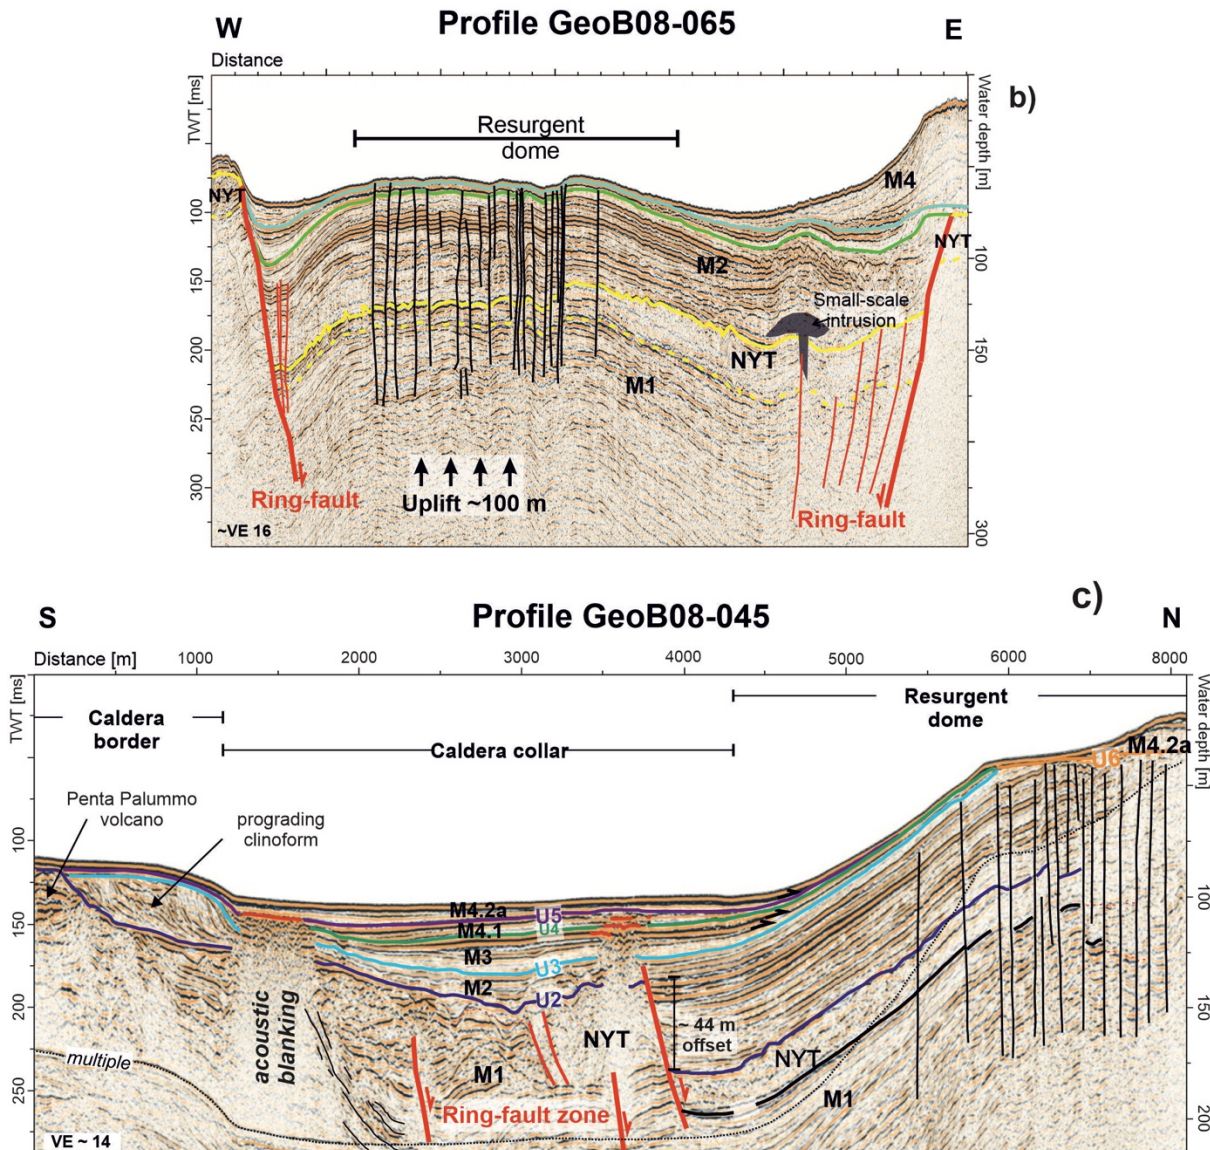 Profile GeoB08-065
W
E
Distance
b)
TWT [ms]
Water depth [m]
Resurgent
dome
NYT
M4
100
NYT
M2
100
150
Small-scale
intrusion
200
NYT
150
M1
250
300
Ring-fault
Uplift ~100 m
Ring-fault
~VE 16
300
c)
S
Profile GeoB08-045
N
Distance [m]
1000
2000
3000
4000
5000
6000
7000
8000
TWT [ms]
Water depth [m]
Caldera
border
Caldera collar
Resurgent
dome
M4.2a
U6
50
Penta Palummo
volcano
prograding
clinoform
100
M4.2a
U5
100
150
M4.1
U4
M3
U3
M2
U2
200
acoustic
blanking
NYT
~ 44 m
offset
150
NYT
multiple
M1
M1
250
Ring-fault zone
200
VE ~ 14